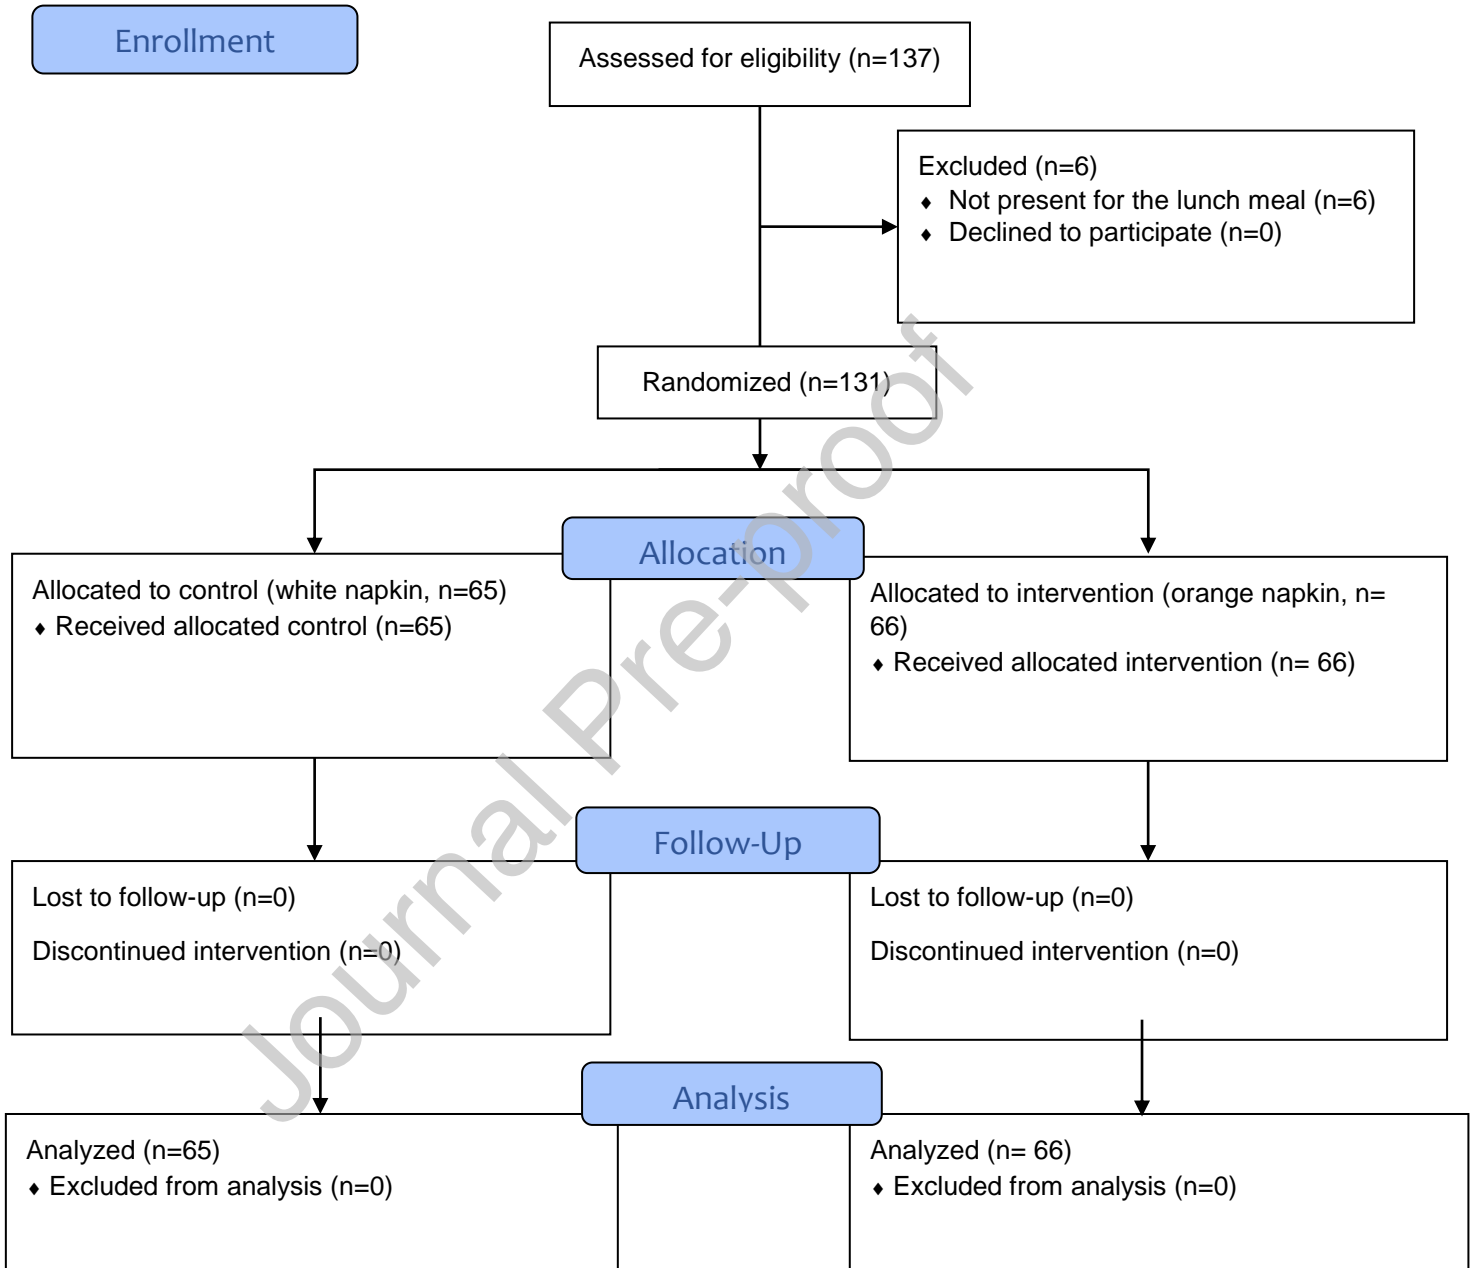 Enrollment
Assessed for eligibility (n=137)
Excluded (n=6)
♦ Not present for the lunch meal (n=6)
♦ Declined to participate (n=0)
Randomized (n=131)
Allocation
Allocated to control (white napkin, n=65)
♦ Received allocated control (n=65)
Allocated to intervention (orange napkin, n=
66)
♦ Received allocated intervention (n= 66)
Follow-Up
Lost to follow-up (n=0)
Discontinued intervention (n=0)
Lost to follow-up (n=0)
Discontinued intervention (n=0)
Analysis
Analyzed (n=65)
♦ Excluded from analysis (n=0)
Analyzed (n= 66)
♦ Excluded from analysis (n=0)
Journal Pre-proof